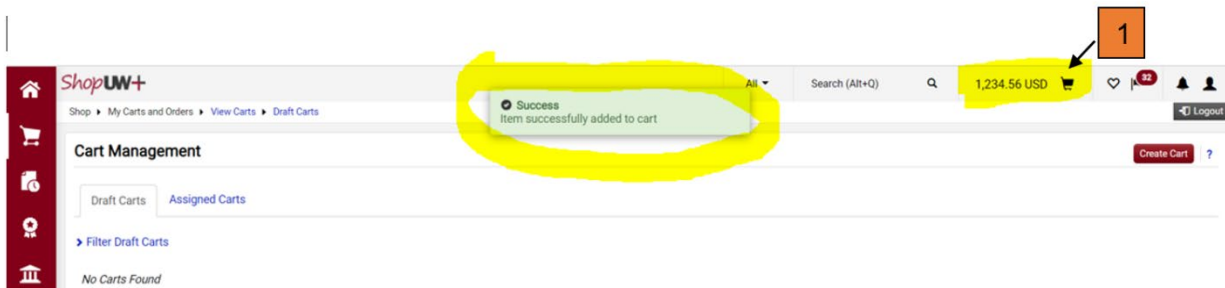 1
ShopUW+
All
Search (Alt+Q)
1,234.56 USD
32
Shop My Carts and Orders View Carts Draft Carts
Logout
Success
Item successfully added to cart
Cart Management
Create Cart ?
Draft Carts Assigned Carts
Filter Draft Carts
No Carts Found